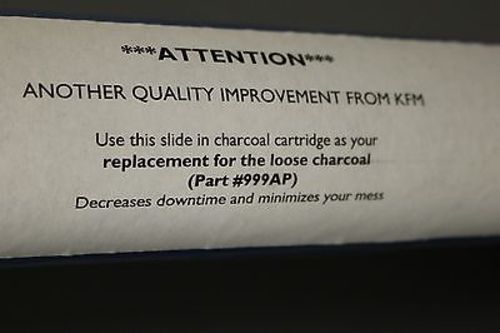 ***ATTENTION***
ANOTHER QUALITY IMPROVEMENT FROM KFM
Use this slide in charcoal cartridge as your
replacement for the loose charcoal
(Part #999AP)
Decreases downtime and minimizes your mess